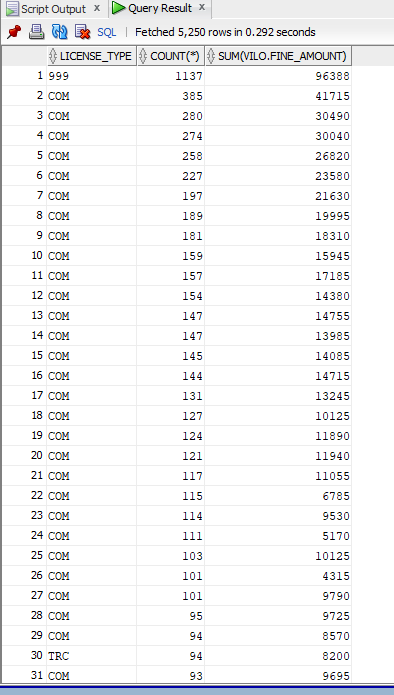 Script Output x Query Result x
SQL Fetched 5,250 rows in 0.292 seconds
LICENSE_TYPE COUNT(*) SUM(VILO.FINE_AMOUNT)
1 999 1137 96388
2 COM 385 41715
3 COM 280 30490
4 COM 274 30040
5 COM 258 26820
6 COM 227 23580
7 COM 197 21630
8 COM 189 19995
9 COM 181 18310
10 COM 159 15945
11 COM 157 17185
12 COM 154 14380
13 COM 147 14755
14 COM 147 13985
15 COM 145 14085
16 COM 144 14715
17 COM 131 13245
18 COM 127 10125
19 COM 124 11890
20 COM 121 11940
21 COM 117 11055
22 COM 115 6785
23 COM 114 9530
24 COM 111 5170
25 COM 103 10125
26 COM 101 4315
27 COM 101 9790
28 COM 95 9725
29 COM 94 8570
30 TRC 94 8200
31 COM 93 9695